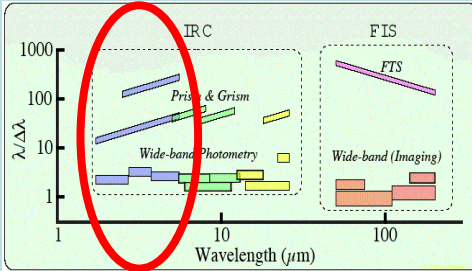 IRC FIS
1000
FTS
100
Prism & Grism
10
Wide-band Photometry Wide-band (Imaging)
1
λ/Δλ
1 10 100
Wavelength (μm)